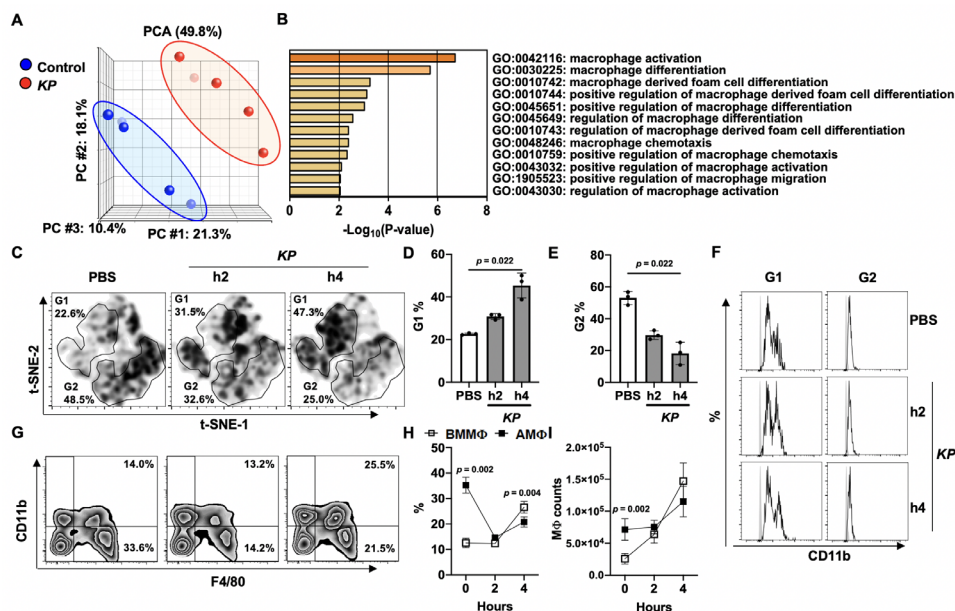 A
PCA (49.8%)
Control
KP
PC #2: 18.1%
PC #3: 10.4%
PC #1: 21.3%
B
GO:0042116: macrophage activation
GO:0030225: macrophage differentiation
GO:0010742: macrophage derived foam cell differentiation
GO:0010744: positive regulation of macrophage derived foam cell differentiation
GO:0045651: positive regulation of macrophage differentiation
GO:0045649: regulation of macrophage differentiation
GO:0010743: regulation of macrophage derived foam cell differentiation
GO:0048246: macrophage chemotaxis
GO:0010759: positive regulation of macrophage chemotaxis
GO:0043032: positive regulation of macrophage activation
GO:1905523: positive regulation of macrophage migration
GO:0043030: regulation of macrophage activation
0 2 4 6 8
-Log10(P-value)
C
KP
PBS h2 h4
G1
22.6%
G2
48.5%
G1
31.5%
G2
32.6%
G1
47.3%
G2
25.0%
t-SNE-2
t-SNE-1
D
p = 0.022
G1 %
60
40
20
0
PBS h2 h4
KP
E
p = 0.022
G2 %
80
60
40
20
0
PBS h2 h4
KP
F
G1 G2
PBS
h2
h4
KP
%
CD11b
G
14.0%
33.6%
13.2%
14.2%
25.5%
21.5%
CD11b
F4/80
H
BMMΦ AMΦ
p = 0.002
p = 0.004
%
50
40
30
20
10
0
0 2 4
Hours
I
MΦ counts
2.0×10⁵
1.5×10⁵
1.0×10⁵
5.0×10⁴
0
p = 0.002
0 2 4
Hours